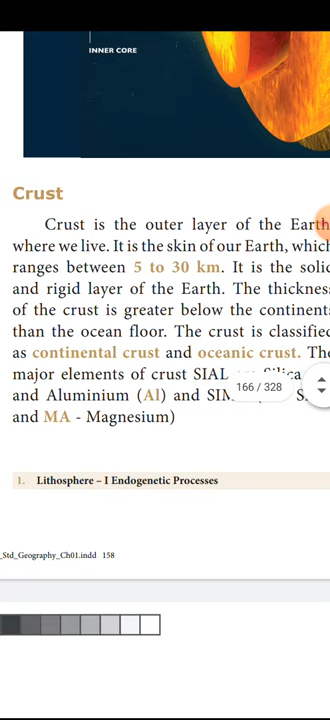 INNER CORE
Crust
Crust is the outer layer of the Earth
where we live. It is the skin of our Earth, which
ranges between 5 to 30 km. It is the solid
and rigid layer of the Earth. The thickness
of the crust is greater below the continents
than the ocean floor. The crust is classified
as continental crust and oceanic crust. The
major elements of crust SIAL
and Aluminium (Al) and
166 / 328
and MA - Magnesium)
1. Lithosphere – I Endogenetic Processes
_Std_Geography_Ch01.indd 158